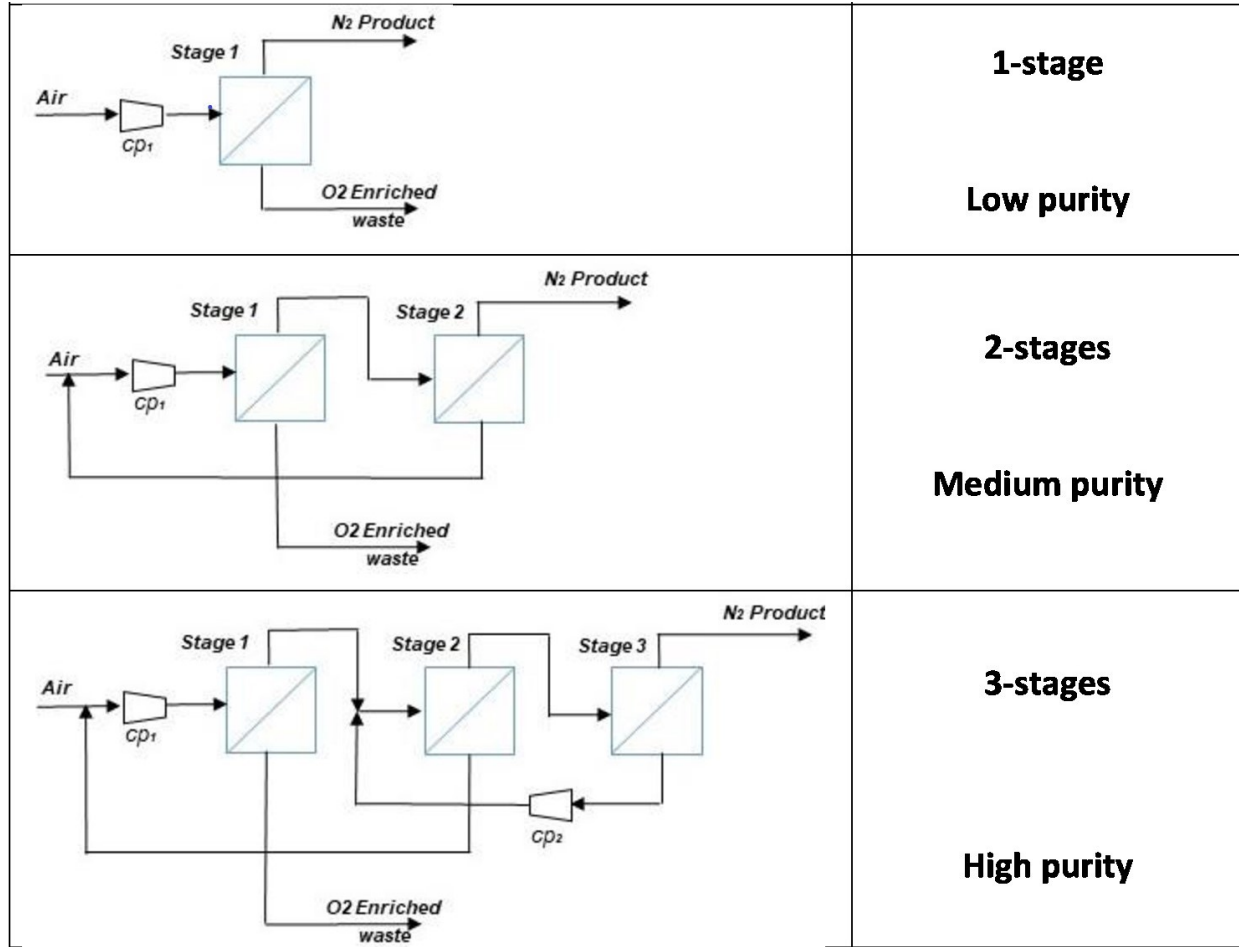 N2 Product
Stage 1
Air
cp1
O2 Enriched
waste
1-stage
Low purity
N2 Product
Stage 1
Stage 2
Air
cp1
O2 Enriched
waste
2-stages
Medium purity
N2 Product
Stage 1
Stage 2
Stage 3
Air
cp1
cp2
O2 Enriched
waste
3-stages
High purity